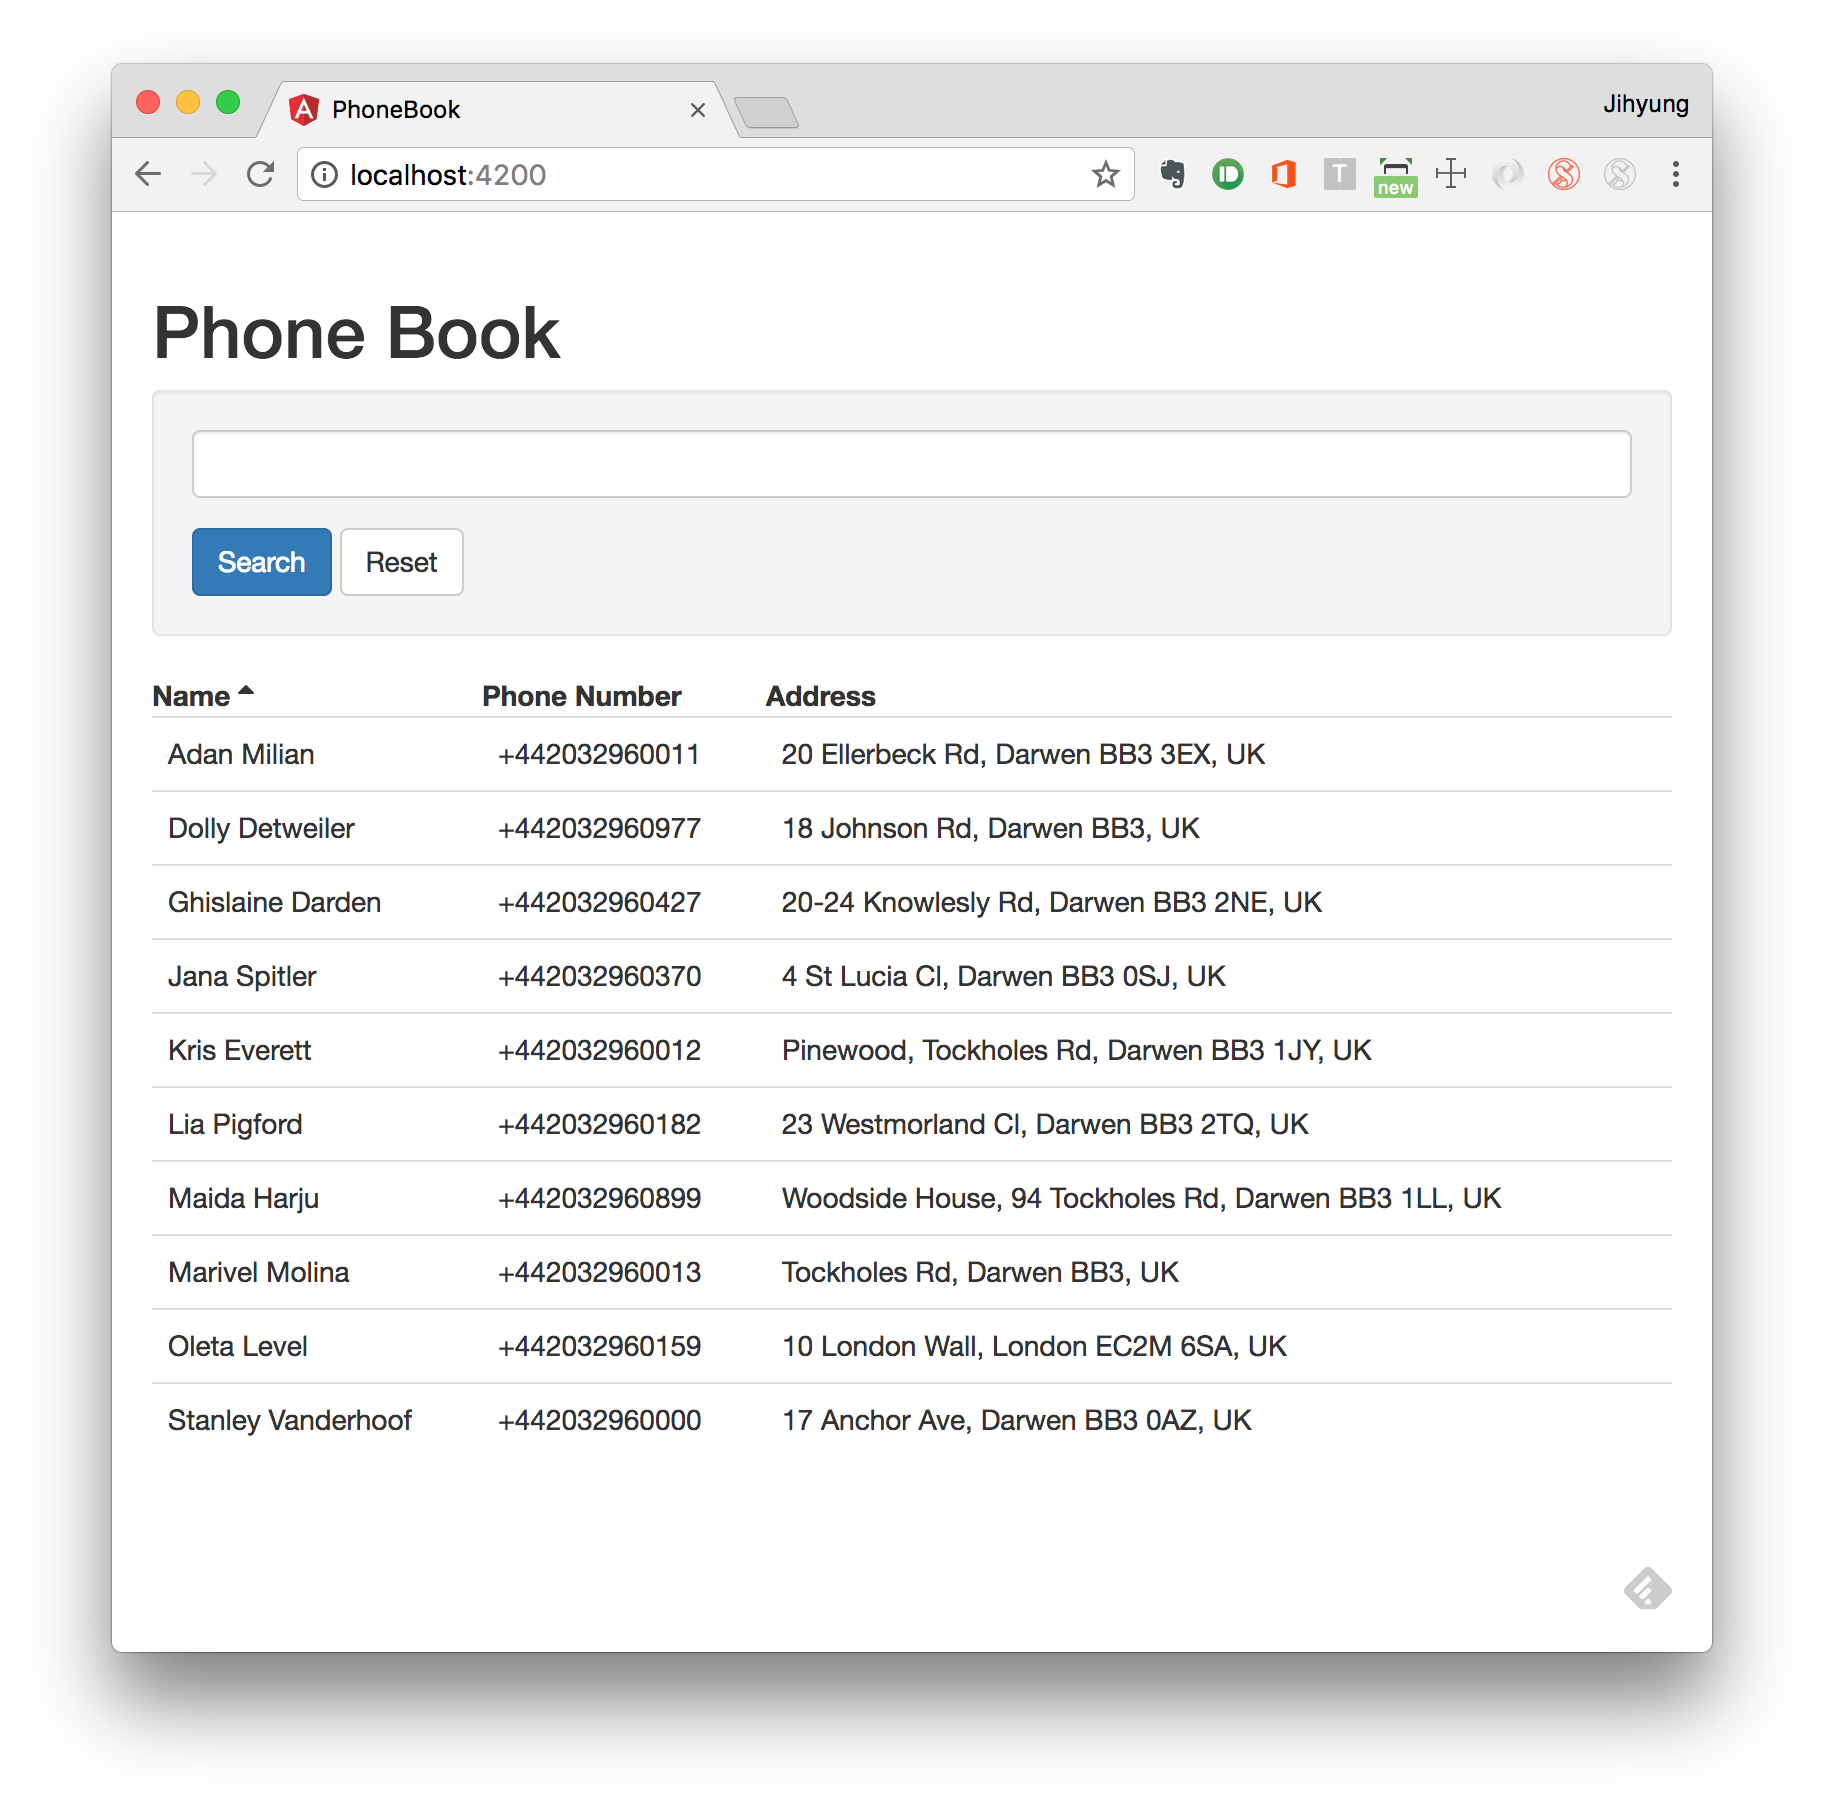 PhoneBook
Jihyung
localhost:4200
T
new
Phone Book
Search Reset
Name Phone Number Address
Adan Milian +442032960011 20 Ellerbeck Rd, Darwen BB3 3EX, UK
Dolly Detweiler +442032960977 18 Johnson Rd, Darwen BB3, UK
Ghislaine Darden +442032960427 20-24 Knowlesly Rd, Darwen BB3 2NE, UK
Jana Spitler +442032960370 4 St Lucia Cl, Darwen BB3 0SJ, UK
Kris Everett +442032960012 Pinewood, Tockholes Rd, Darwen BB3 1JY, UK
Lia Pigford +442032960182 23 Westmorland Cl, Darwen BB3 2TQ, UK
Maida Harju +442032960899 Woodside House, 94 Tockholes Rd, Darwen BB3 1LL, UK
Marivel Molina +442032960013 Tockholes Rd, Darwen BB3, UK
Oleta Level +442032960159 10 London Wall, London EC2M 6SA, UK
Stanley Vanderhoof +442032960000 17 Anchor Ave, Darwen BB3 0AZ, UK